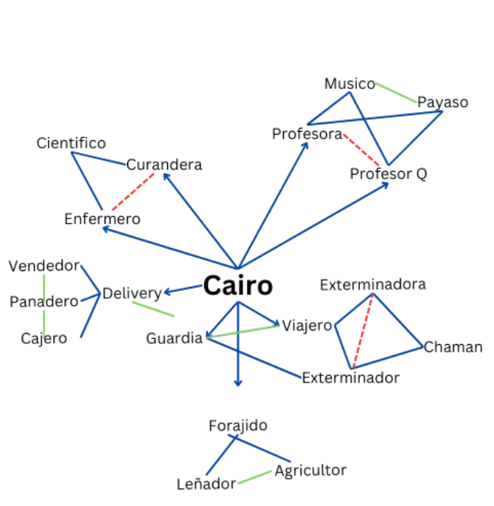 Musico
Payaso
Profesora
Cientifico
Curandera
Profesor Q
Enfermero
Vendedor
Cairo
Exterminadora
Panadero
Delivery
Viajero
Cajero
Guardia
Chaman
Exterminador
Forajido
Agricultor
Leñador